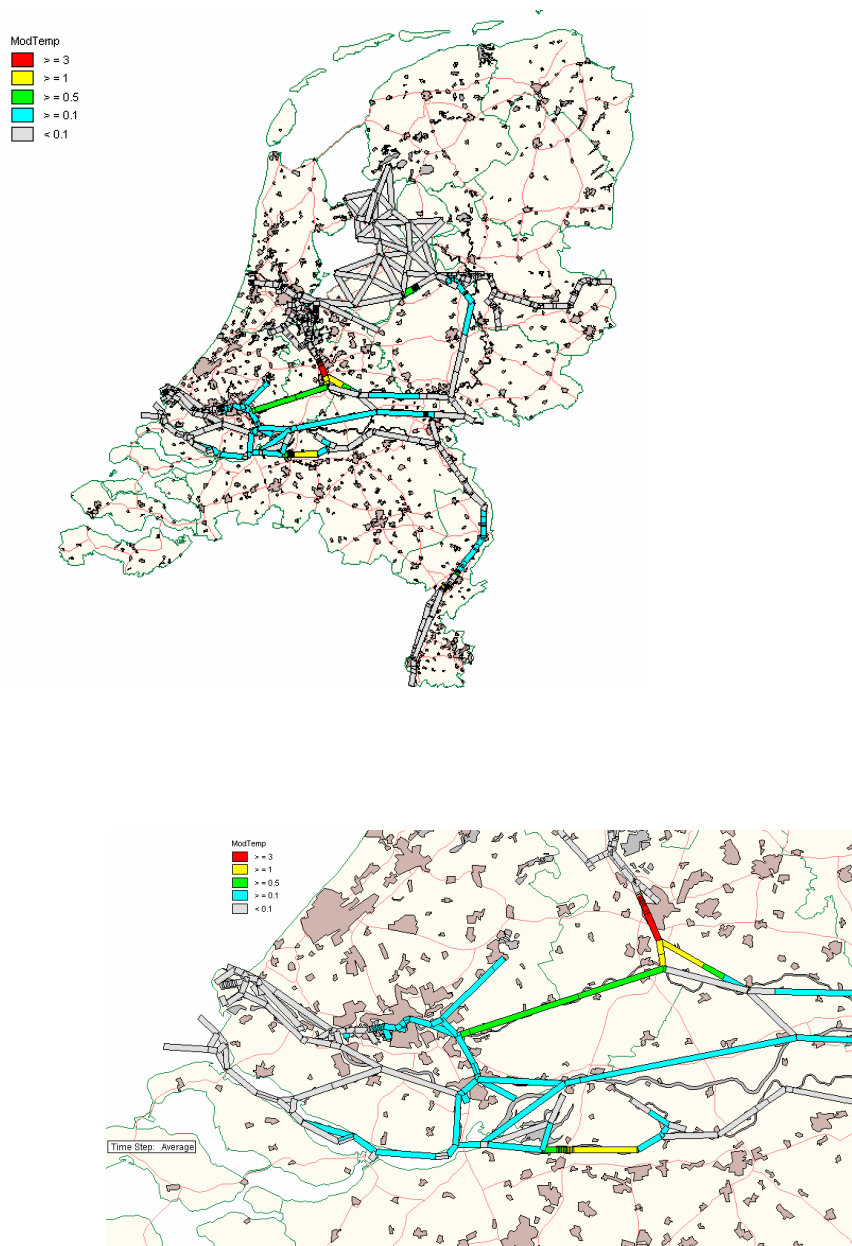 ModTemp
> = 3
> = 1
> = 0.5
> = 0.1
< 0.1
ModTemp
> = 3
> = 1
> = 0.5
> = 0.1
< 0.1
Time Step: Average